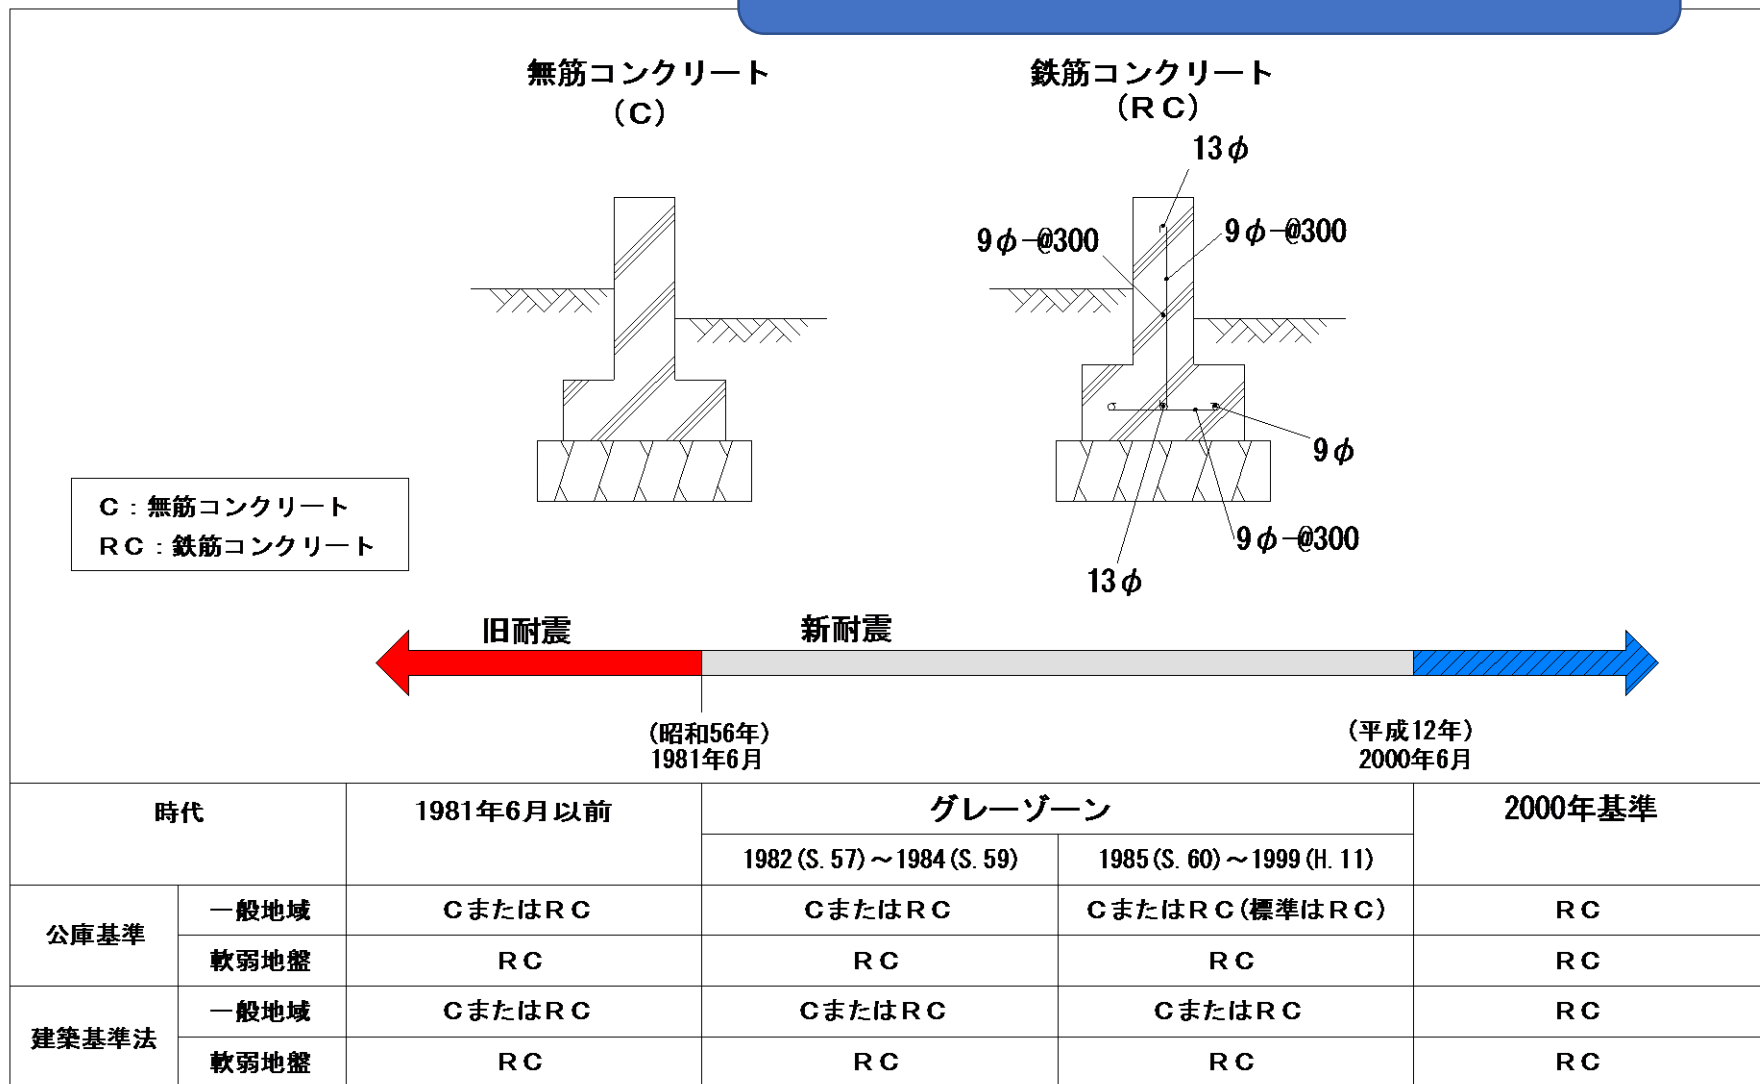 無筋コンクリート
(C)
鉄筋コンクリート
(RC)
13φ
9φ-@300
9φ-@300
9φ
9φ-@300
13φ
C:無筋コンクリート
RC:鉄筋コンクリート
旧耐震
新耐震
(昭和56年)
1981年6月
(平成12年)
2000年6月
時代
1981年6月以前
グレーゾーン
2000年基準
1982(S.57)～1984(S.59)
1985(S.60)～1999(H.11)
公庫基準
一般地域
CまたはRC
CまたはRC
CまたはRC(標準はRC)
RC
軟弱地盤
RC
RC
RC
RC
建築基準法
一般地域
CまたはRC
CまたはRC
CまたはRC
RC
軟弱地盤
RC
RC
RC
RC